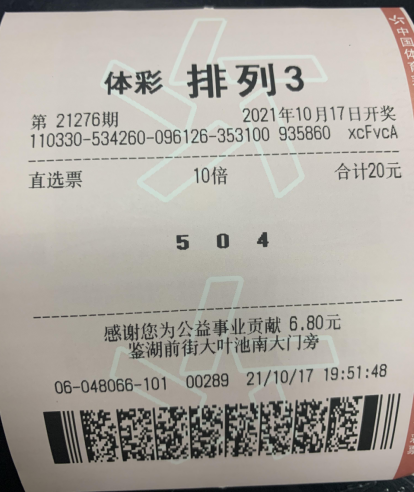 体彩 排列3
第 21276期 2021年10月17日开奖
110330-534260-096126-353100 935860 xcFvcA
直选票 10倍 合计20元
5 0 4
感谢您为公益事业贡献 6.80元
鉴湖前街大叶池南大门旁
06-048066-101 00289 21/10/17 19:51:48
中国体育